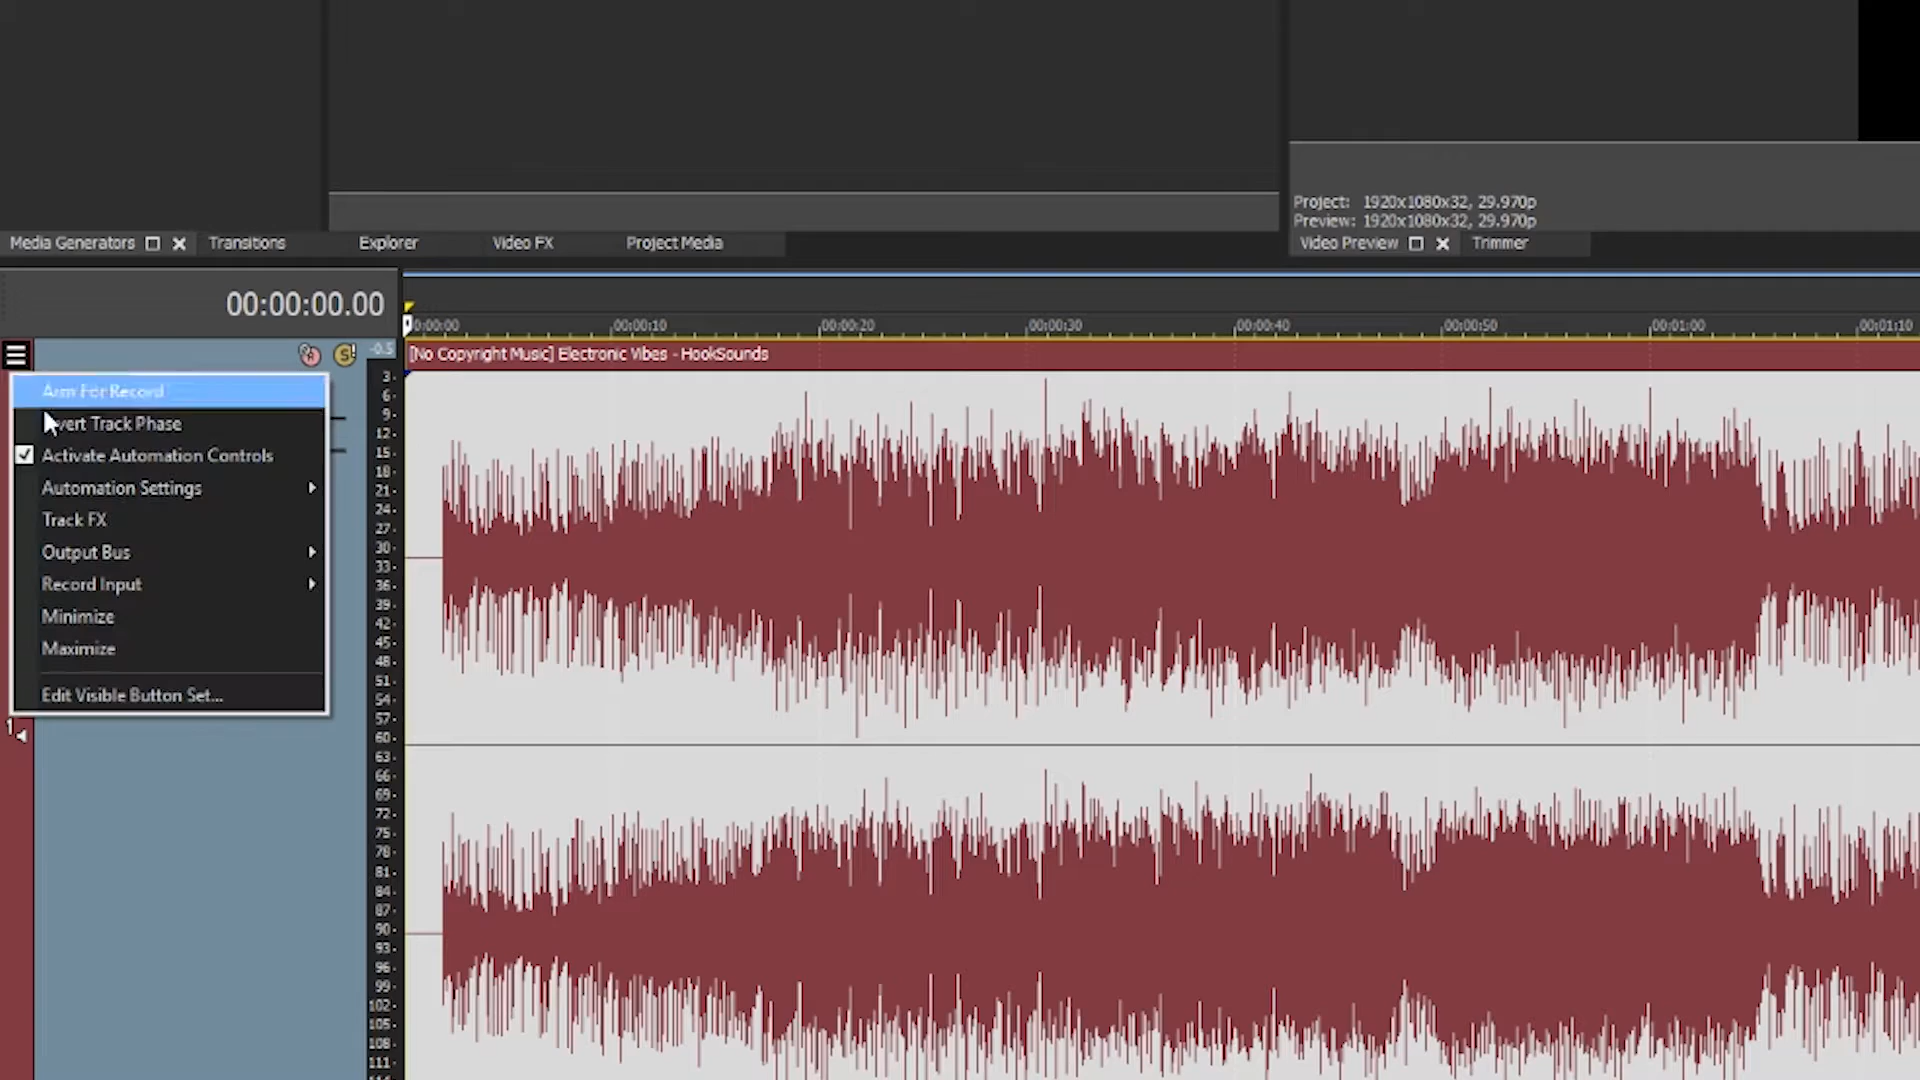 Project: 1920x1080x32, 29.970p
Preview: 1920x1080x32, 29.970p
Media Generators Transitions Explorer Video FX Project Media
Video Preview Trimmer
00:00:00.00
0:00:00 00:00:10 00:00:20 00:00:30 00:00:40 00:00:50 00:01:00 00:01:10
S
-0.5
[No Copyright Music] Electronic Vibes - HookSounds
Arm For Record
vert Track Phase
Activate Automation Controls
Automation Settings
Track FX
Output Bus
Record Input
Minimize
Maximize
Edit Visible Button Set...
1
3
6
9
12
15
18
21
24
27
30
33
36
39
42
45
48
51
54
57
60
63
66
69
72
75
78
81
84
87
90
93
96
99
102
105
108
111